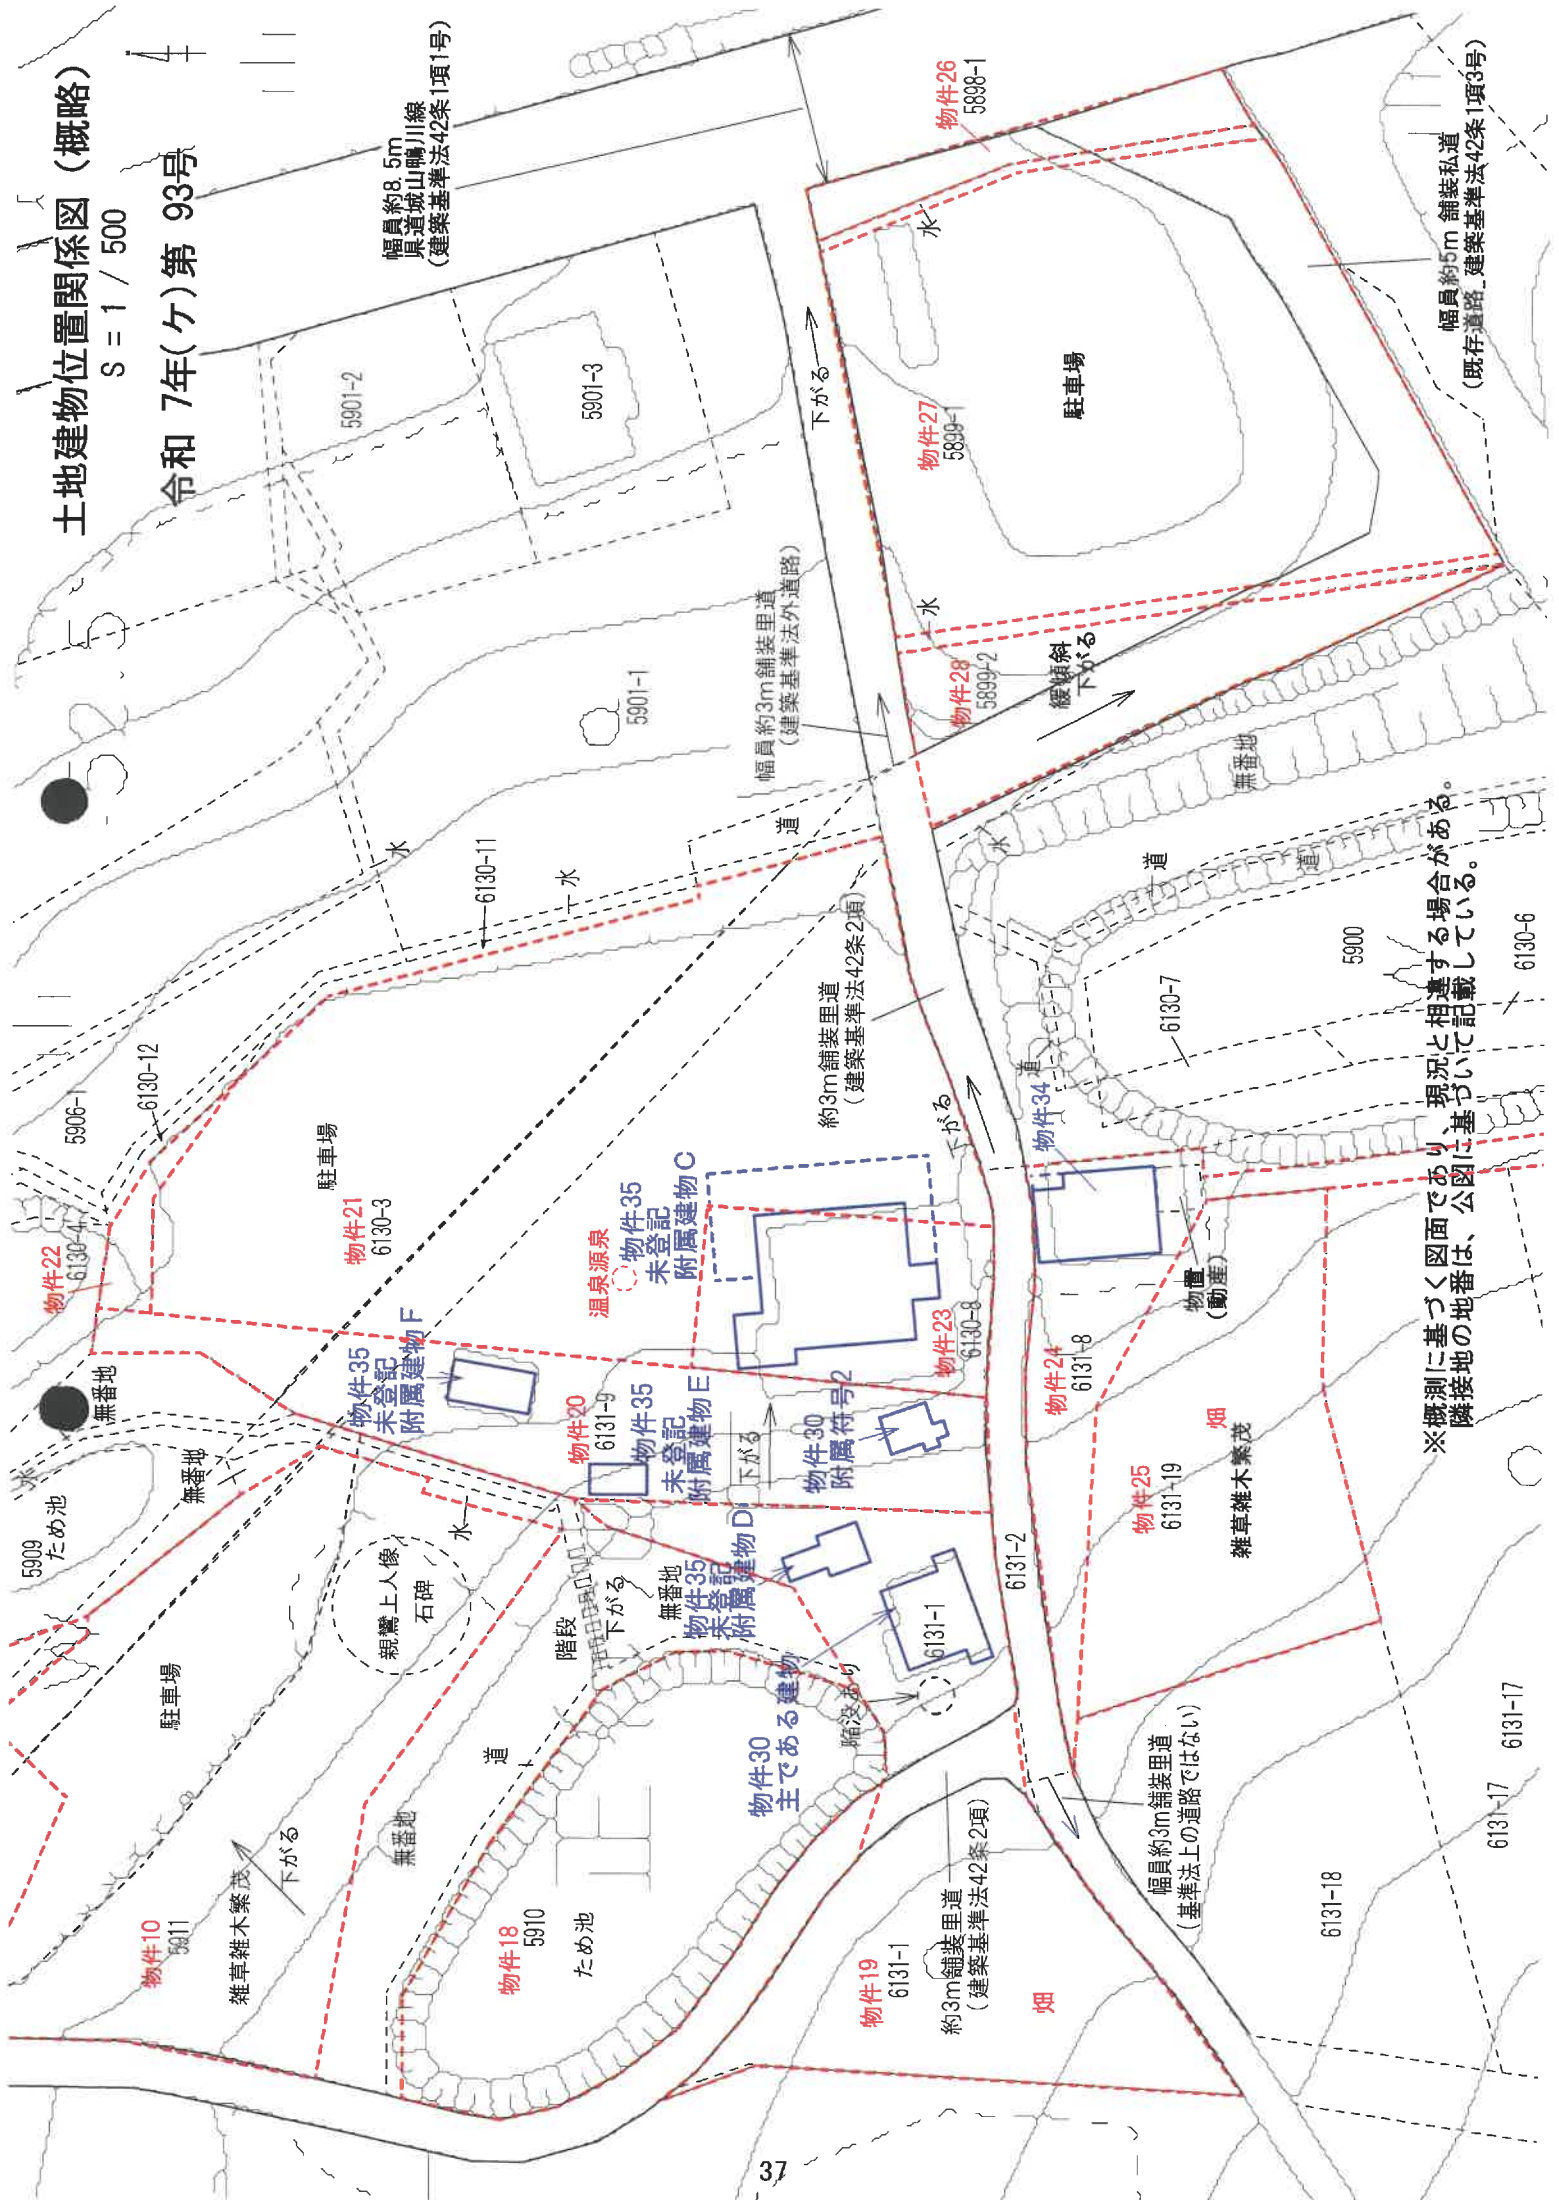 土地建物位置関係図 (概略)
S = 1 / 500
令和 7年(ケ)第 93号
幅員約8.5m
県道城山鴨川線
(建築基準法42条1項1号)
5901-2
5901-3
5901-1
物件26
5898-1
水
下がる
物件27
5899-1
駐車場
幅員約5m 舗装私道
(既存道路_建築基準法42条1項3号)
幅員約3m舗装里道
(建築基準法外道路)
水
物件28
5899-2
緩傾斜
下がる
無番地
道
水
6130-11
水
水
道
道
5900
6130-7
6130-6
道
約3m舗装里道
(建築基準法42条2項)
下がる
5906-1
6130-12
駐車場
物件22
6130-4
物件21
6130-3
温泉源泉
物件35
未登記
附属建物C
物件34
物置
(動産)
物件23
6130-8
物件24
6131-8
畑
物件25
6131-19
雑草雑木繁茂
無番地
物件35
未登記
附属建物F
物件20
6131-9
物件35
未登記
附属建物E
下がる
物件30
附属符号2
水
5909
ため池
無番地
水
親鸞上人像
石碑
駐車場
階段
下がる
無番地
物件35
未登記
附属建物D
6131-1
6131-2
陥没あり
物件30
主である建物
道
無番地
下がる
雑草雑木繁茂
物件10
5911
物件18
5910
ため池
物件19
6131-1
約3m舗装里道
(建築基準法42条2項)
畑
幅員約3m舗装里道
(基準法上の道路ではない)
6131-18
6131-17
6131-17
※概測に基づく図面であり、現況と相違する場合がある。
隣接地の地番は、公図に基づいて記載している。
37